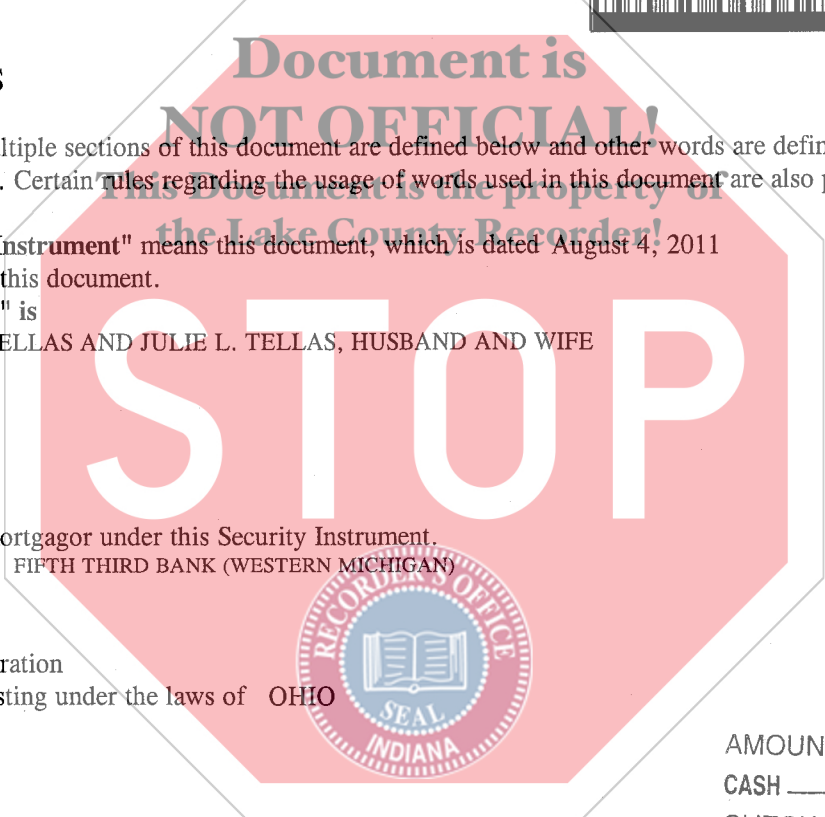 Document is
NOT OFFICIAL!
ltiple sections of this document are defined below and other words are defin
. Certain rules regarding the usage of words used in this document are also p
This Document is the property of
the Lake County Recorder!
nstrument" means this document, which is dated August 4, 2011
this document.
" is
ELLAS AND JULIE L. TELLAS, HUSBAND AND WIFE
STOP
ortgagor under this Security Instrument.
FIFTH THIRD BANK (WESTERN MICHIGAN)
RECORDER'S OFFICE
ration
sting under the laws of OHIO
SEAL
INDIANA
AMOUN
CASH